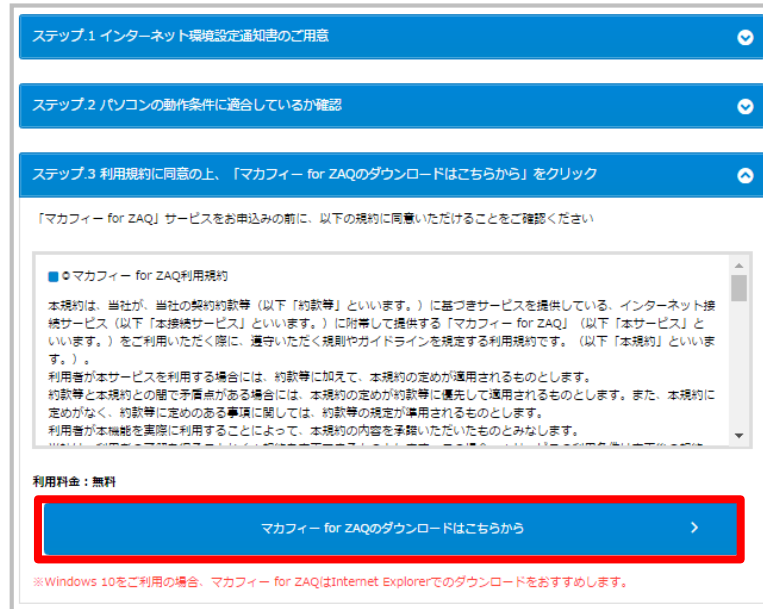 ステップ.1 インターネット環境設定通知書のご用意
ステップ.2 パソコンの動作条件に適合しているか確認
ステップ.3 利用規約に同意の上、「マカフィー for ZAQのダウンロードはこちらから」をクリック
「マカフィー for ZAQ」サービスをお申込みの前に、以下の規約に同意いただけることをご確認ください
マカフィー for ZAQ利用規約
本規約は、当社が、当社の契約約款等（以下「約款等」といいます。）に基づきサービスを提供している、インターネット接
続サービス（以下「本接続サービス」といいます。）に附帯して提供する「マカフィー for ZAQ」（以下「本サービス」と
いいます。）をご利用いただく際に、遵守いただく規則やガイドラインを規定する利用規約です。（以下「本規約」といいま
す。）。
利用者が本サービスを利用する場合には、約款等に加えて、本規約の定めが適用されるものとします。
約款等と本規約との間で矛盾点がある場合には、本規約の定めが約款等に優先して適用されるものとします。また、本規約に
定めがなく、約款等に定めのある事項に関しては、約款等の規定が準用されるものとします。
利用者が本機能を実際に利用することによって、本規約の内容を承諾いただいたものとみなします。
利用料金：無料
マカフィー for ZAQのダウンロードはこちらから
※Windows 10をご利用の場合、マカフィー for ZAQはInternet Explorerでのダウンロードをおすすめします。